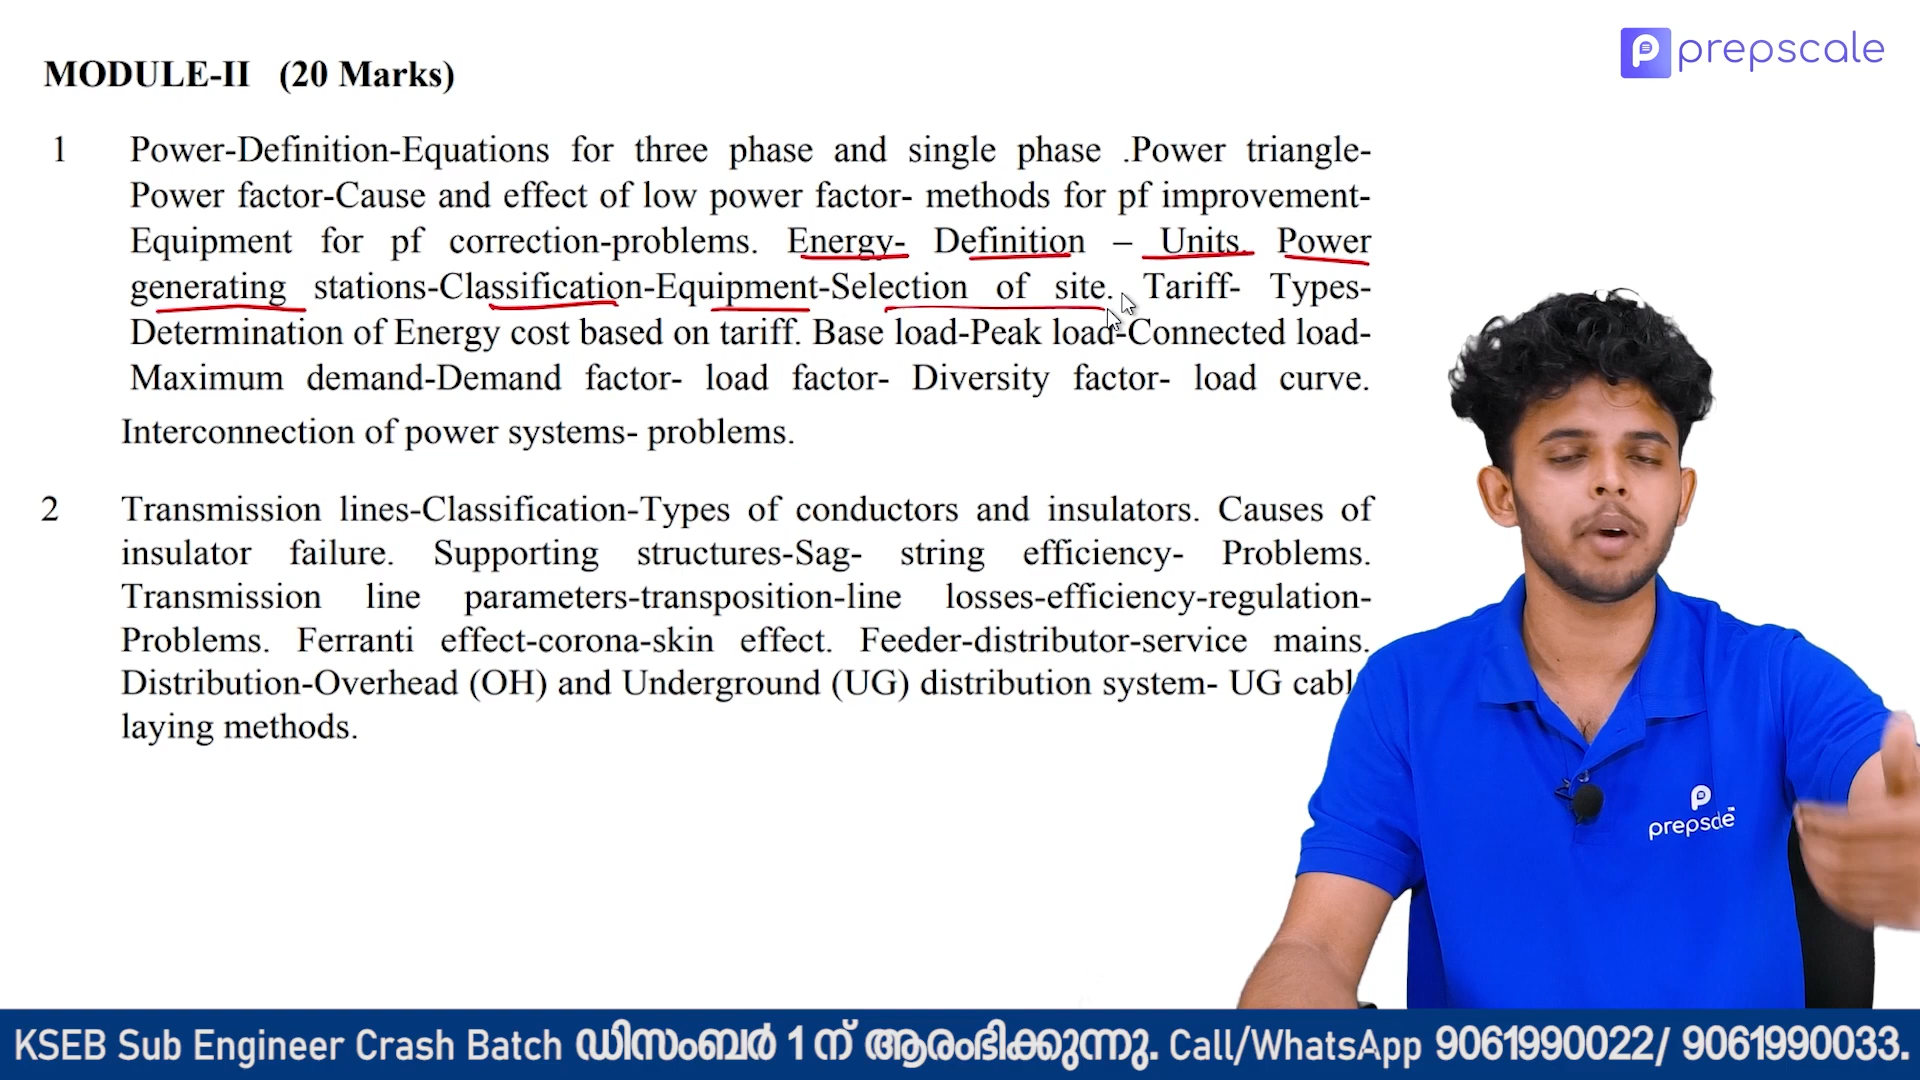 prepscale
MODULE-II (20 Marks)
1 Power-Definition-Equations for three phase and single phase .Power triangle-
Power factor-Cause and effect of low power factor- methods for pf improvement-
Equipment for pf correction-problems. Energy- Definition – Units. Power
generating stations-Classification-Equipment-Selection of site. Tariff- Types-
Determination of Energy cost based on tariff. Base load-Peak load-Connected load-
Maximum demand-Demand factor- load factor- Diversity factor- load curve.
Interconnection of power systems- problems.
2 Transmission lines-Classification-Types of conductors and insulators. Causes of
insulator failure. Supporting structures-Sag- string efficiency- Problems.
Transmission line parameters-transposition-line losses-efficiency-regulation-
Problems. Ferranti effect-corona-skin effect. Feeder-distributor-service mains.
Distribution-Overhead (OH) and Underground (UG) distribution system- UG cabl
laying methods.
prepscale
KSEB Sub Engineer Crash Batch ഡിസംബർ 1 ന് ആരംഭിക്കുന്നു. Call/WhatsApp 9061990022/ 9061990033.